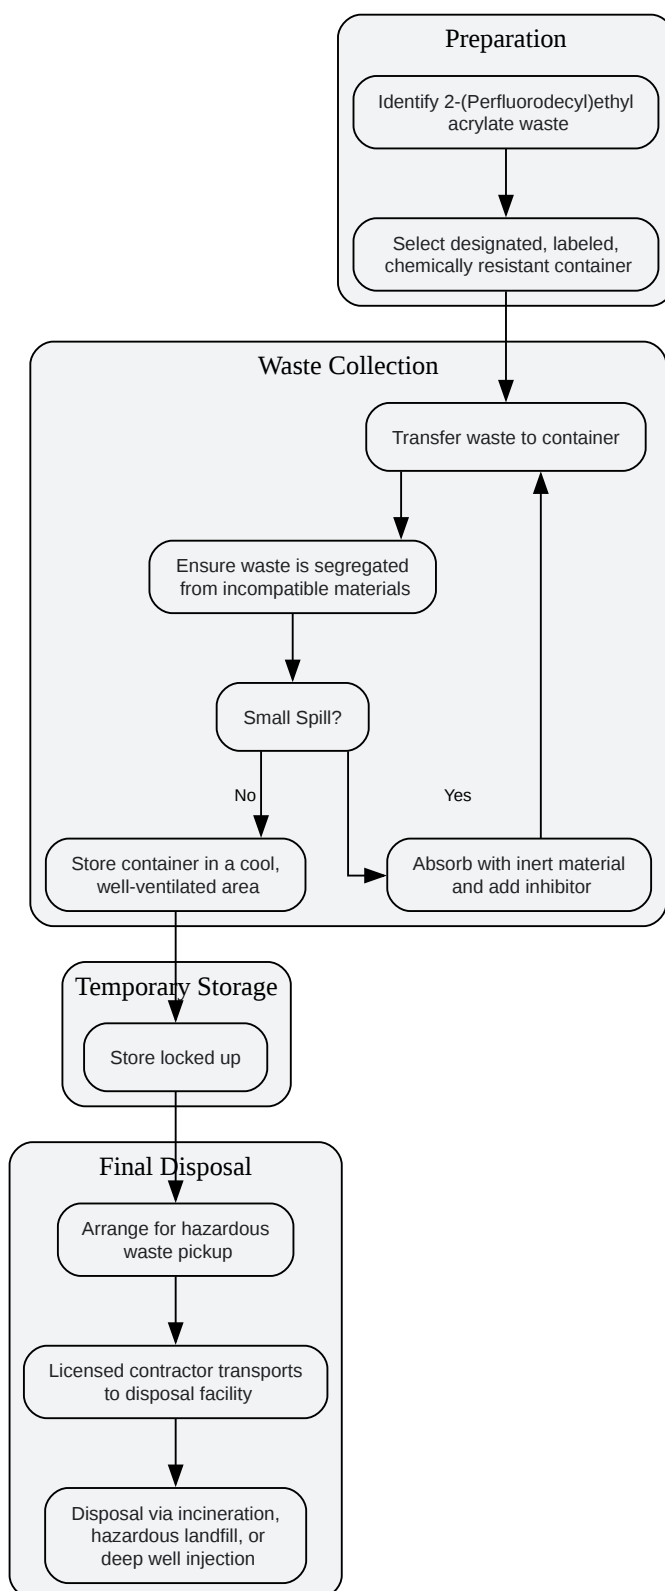 Preparation
Identify 2-(Perfluorodecyl)ethyl
acrylate waste
Select designated, labeled,
chemically resistant container
Waste Collection
Transfer waste to container
Ensure waste is segregated
from incompatible materials
Small Spill?
No
Yes
Store container in a cool,
well-ventilated area
Absorb with inert material
and add inhibitor
Temporary Storage
Store locked up
Final Disposal
Arrange for hazardous
waste pickup
Licensed contractor transports
to disposal facility
Disposal via incineration,
hazardous landfill, or
deep well injection